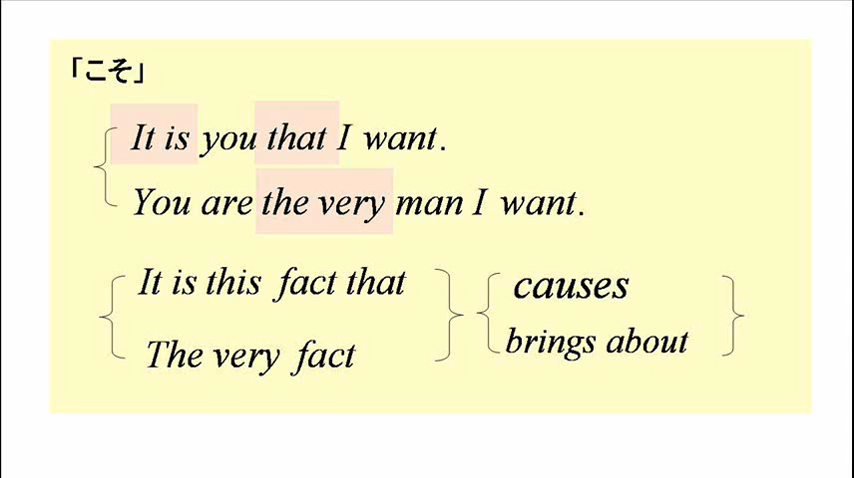 「こそ」
It is you that I want.
You are the very man I want.
It is this fact that
The very fact
causes
brings about